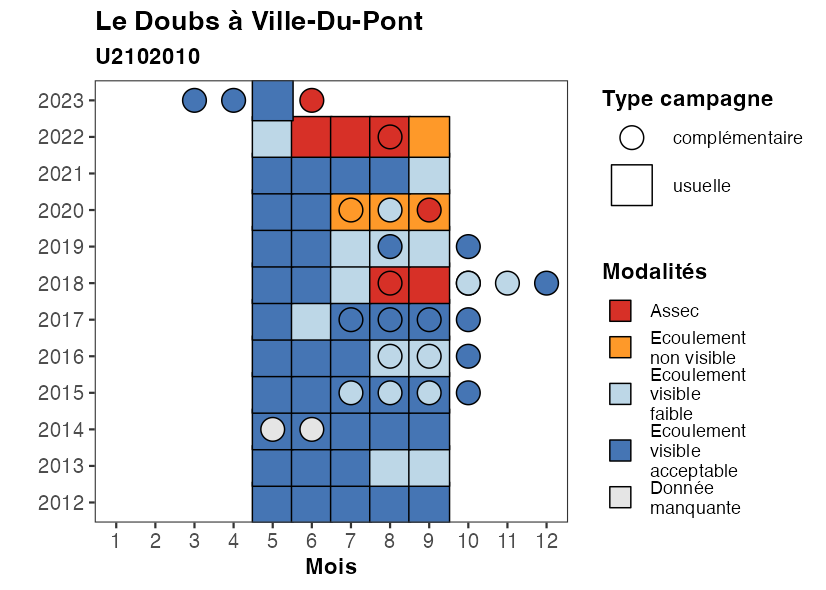 Le Doubs à Ville-Du-Pont
U2102010
2023
2022
2021
2020
2019
2018
2017
2016
2015
2014
2013
2012
1 2 3 4 5 6 7 8 9 10 11 12
Mois
Type campagne
complémentaire
usuelle
Modalités
Assec
Ecoulement
non visible
Ecoulement
visible
faible
Ecoulement
visible
acceptable
Donnée
manquante